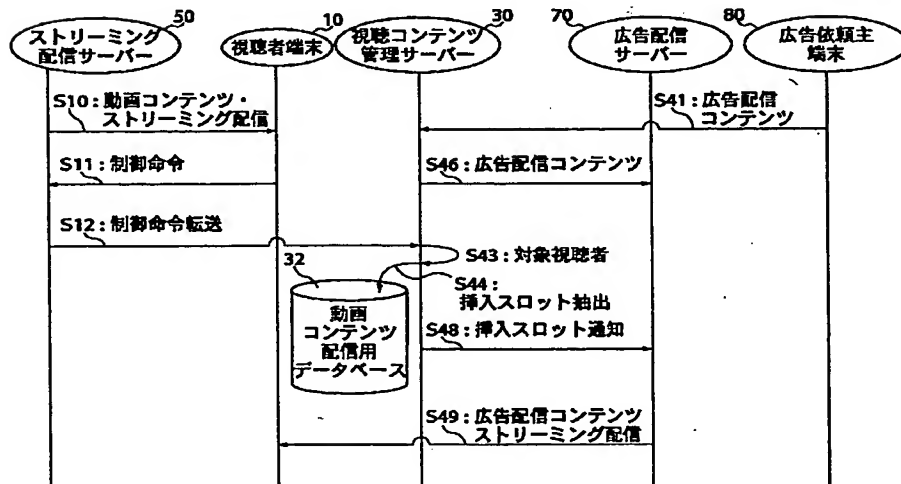 50
10
30
70
80
ストリーミング
配信サーバー
視聴者端末
視聴コンテンツ
管理サーバー
広告配信
サーバー
広告依頼主
端末
S10:動画コンテンツ・
ストリーミング配信
S41:広告配信
コンテンツ
S11:制御命令
S46:広告配信コンテンツ
S12:制御命令転送
S43:対象視聴者
32
S44:
挿入スロット抽出
動画
コンテンツ
配信用
データベース
S48:挿入スロット通知
S49:広告配信コンテンツ
ストリーミング配信